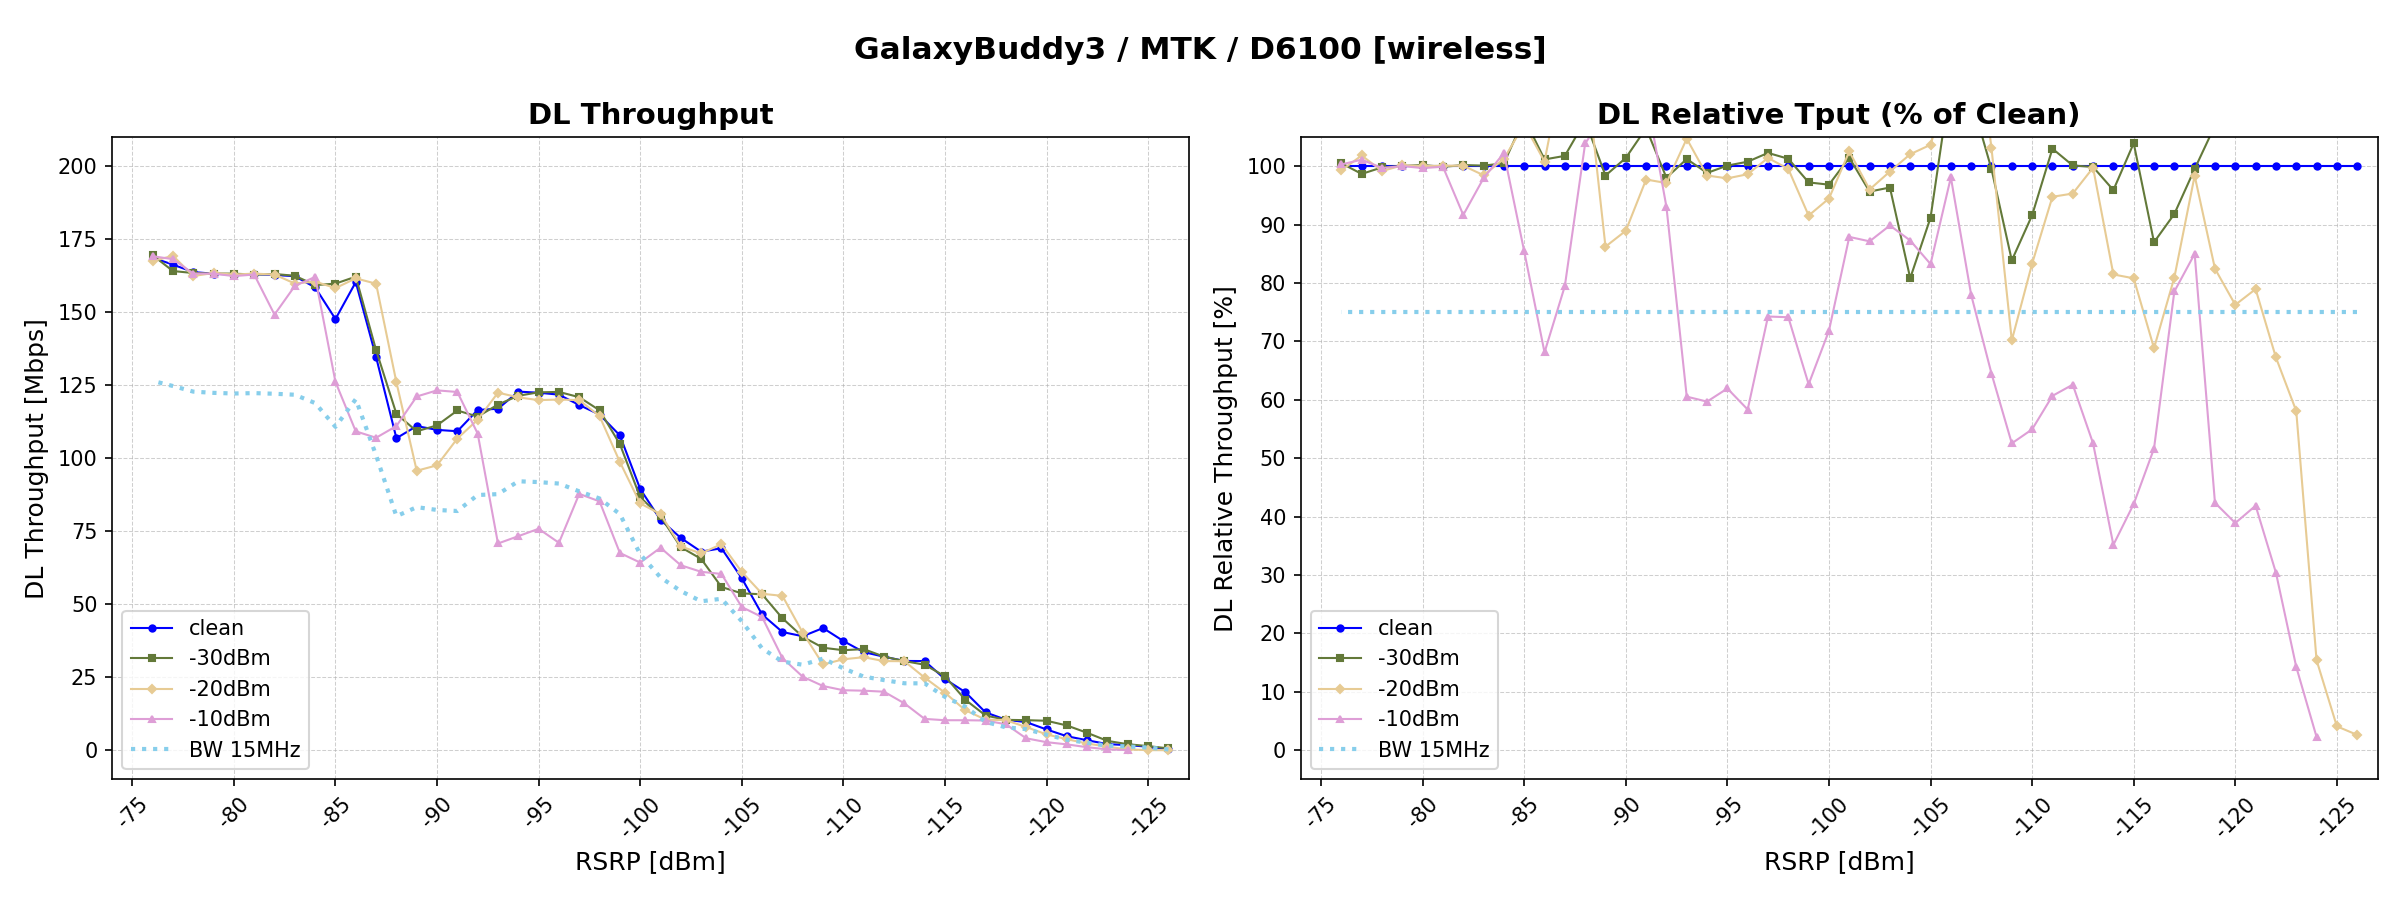 GalaxyBuddy3 / MTK / D6100 [wireless]
DL Throughput
200
175
150
125
100
75
50
25
0
DL Throughput [Mbps]
-75
-80
-85
-90
-95
-100
-105
-110
-115
-120
-125
RSRP [dBm]
clean
-30dBm
-20dBm
-10dBm
BW 15MHz
DL Relative Tput (% of Clean)
100
90
80
70
60
50
40
30
20
10
0
DL Relative Throughput [%]
-75
-80
-85
-90
-95
-100
-105
-110
-115
-120
-125
RSRP [dBm]
clean
-30dBm
-20dBm
-10dBm
BW 15MHz